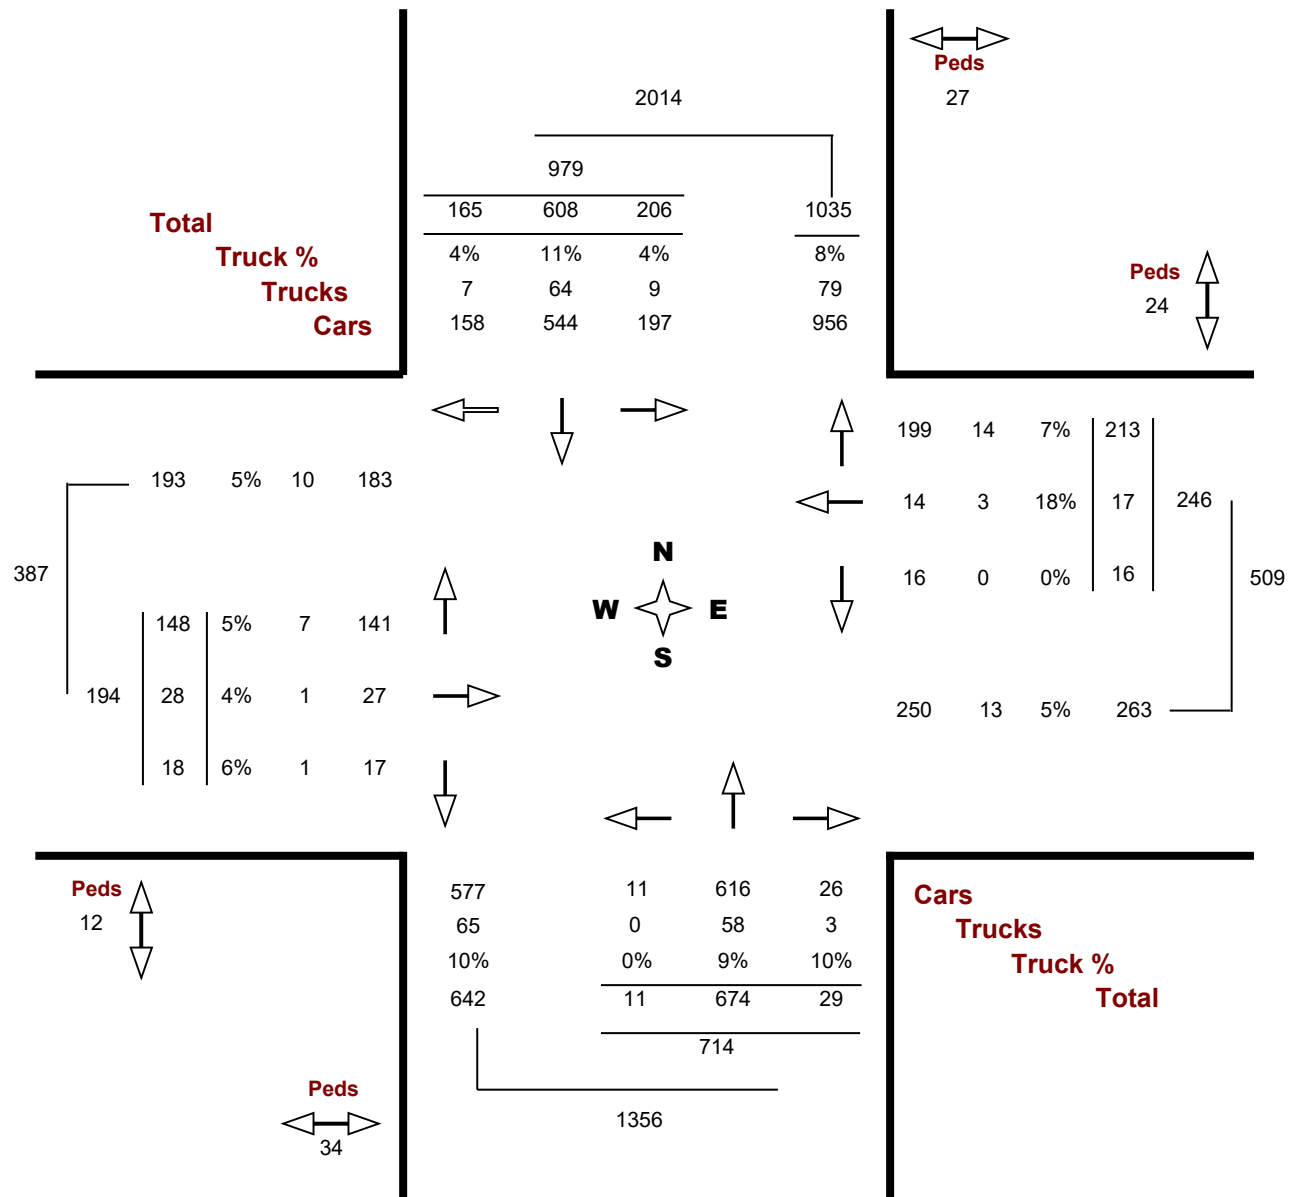 Peds
27
2014
979
165 608 206 1035
Total
4% 11% 4% 8%
Truck %
7 64 9 79
Trucks
158 544 197 956
Cars
Peds
24
199 14 7% 213
193 5% 10 183
14 3 18% 17 246
N
387
16 0 0% 16
509
W E
S
148 5% 7 141
194 28 4% 1 27
250 13 5% 263
18 6% 1 17
Peds
12
577 11 616 26
65 0 58 3
10% 0% 9% 10%
642 11 674 29
714
1356
Cars
Trucks
Truck %
Total
Peds
34